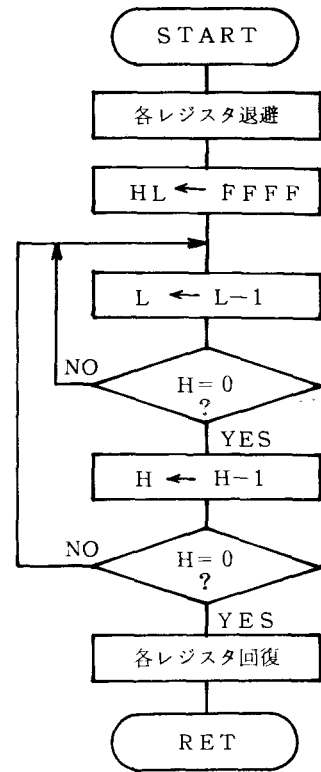 START
各レジスタ退避
HL ← FFFF
L ← L-1
NO
H=0
?
YES
H ← H-1
NO
H=0
?
YES
各レジスタ回復
RET